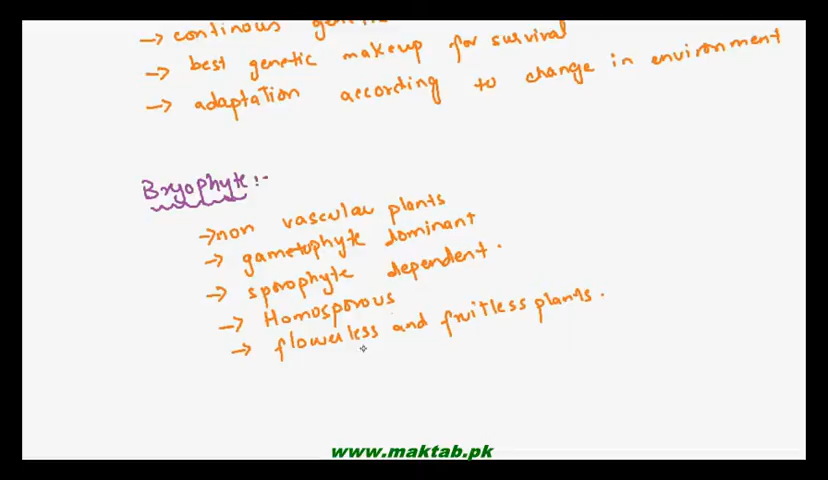 -> continous
-> best genetic makeup for survival
-> adaptation according to change in environment
Bryophyte:-
-> non vascular plants
-> gametophyte dominant
-> sporophyte dependent.
-> Homosporous
-> flowerless and fruitless plants.
www.maktab.pk